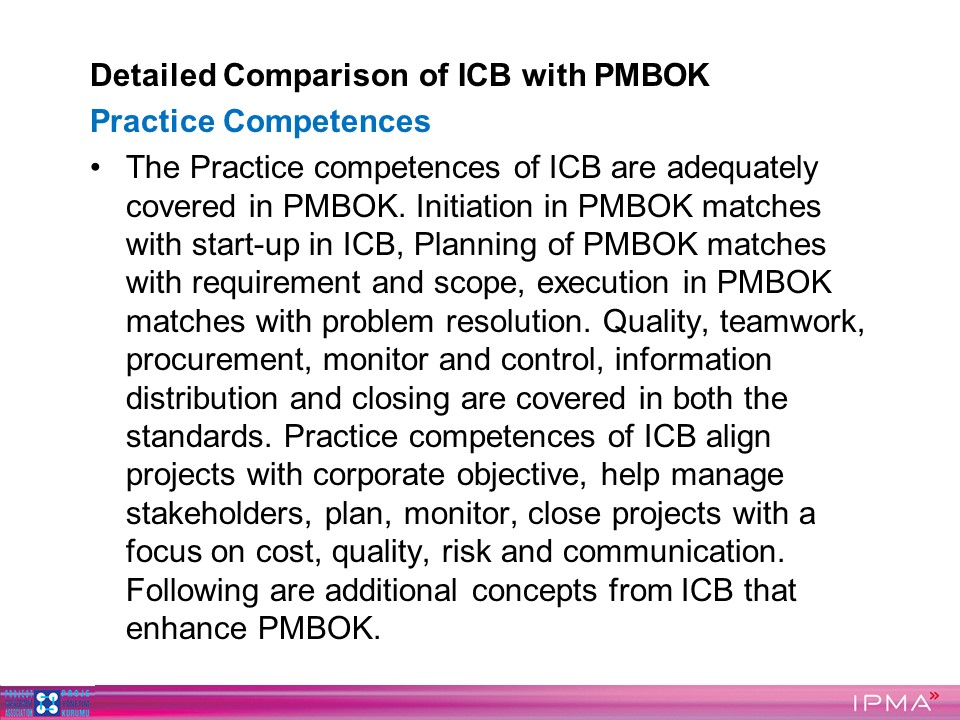 Detailed Comparison of ICB with PMBOK
Practice Competences
• The Practice competences of ICB are adequately
covered in PMBOK. Initiation in PMBOK matches
with start-up in ICB, Planning of PMBOK matches
with requirement and scope, execution in PMBOK
matches with problem resolution. Quality, teamwork,
procurement, monitor and control, information
distribution and closing are covered in both the
standards. Practice competences of ICB align
projects with corporate objective, help manage
stakeholders, plan, monitor, close projects with a
focus on cost, quality, risk and communication.
Following are additional concepts from ICB that
enhance PMBOK.
IPMA